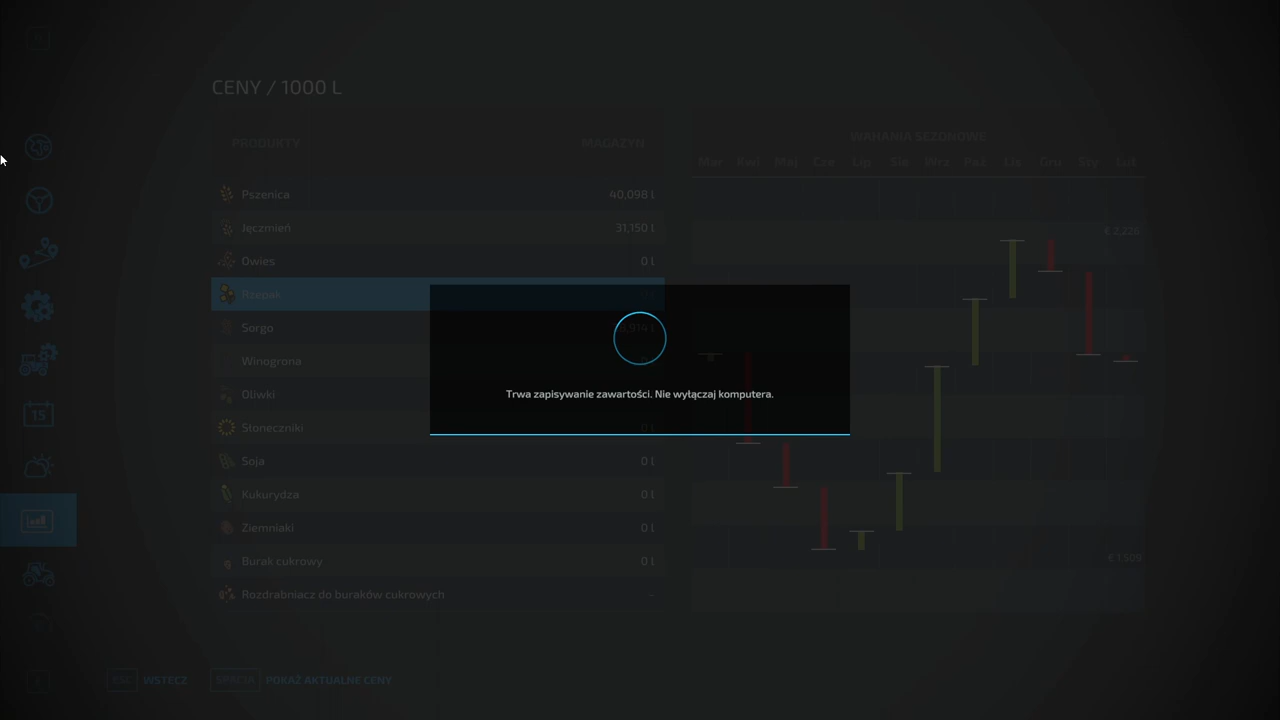 CENY / 1000 L
PRODUKTY MAGAZYN
Pszenica 40,098 l
Jęczmień 31,150 l
Owies 0 l
Rzepak
Sorgo
Winogrona
Oliwki
Słoneczniki 0 l
Soja 0 l
Kukurydza 0 l
Ziemniaki 0 l
Burak cukrowy 0 l
Rozdrabniacz do buraków cukrowych -
WAHANIA SEZONOWE
Mar Kwi Maj Cze Lip Sie Wrz Paź Lis Gru Sty Lut
€ 2,226
€ 1,509
Trwa zapisywanie zawartości. Nie wyłączaj komputera.
15
ESC WSTECZ SPACJA POKAŻ AKTUALNE CENY